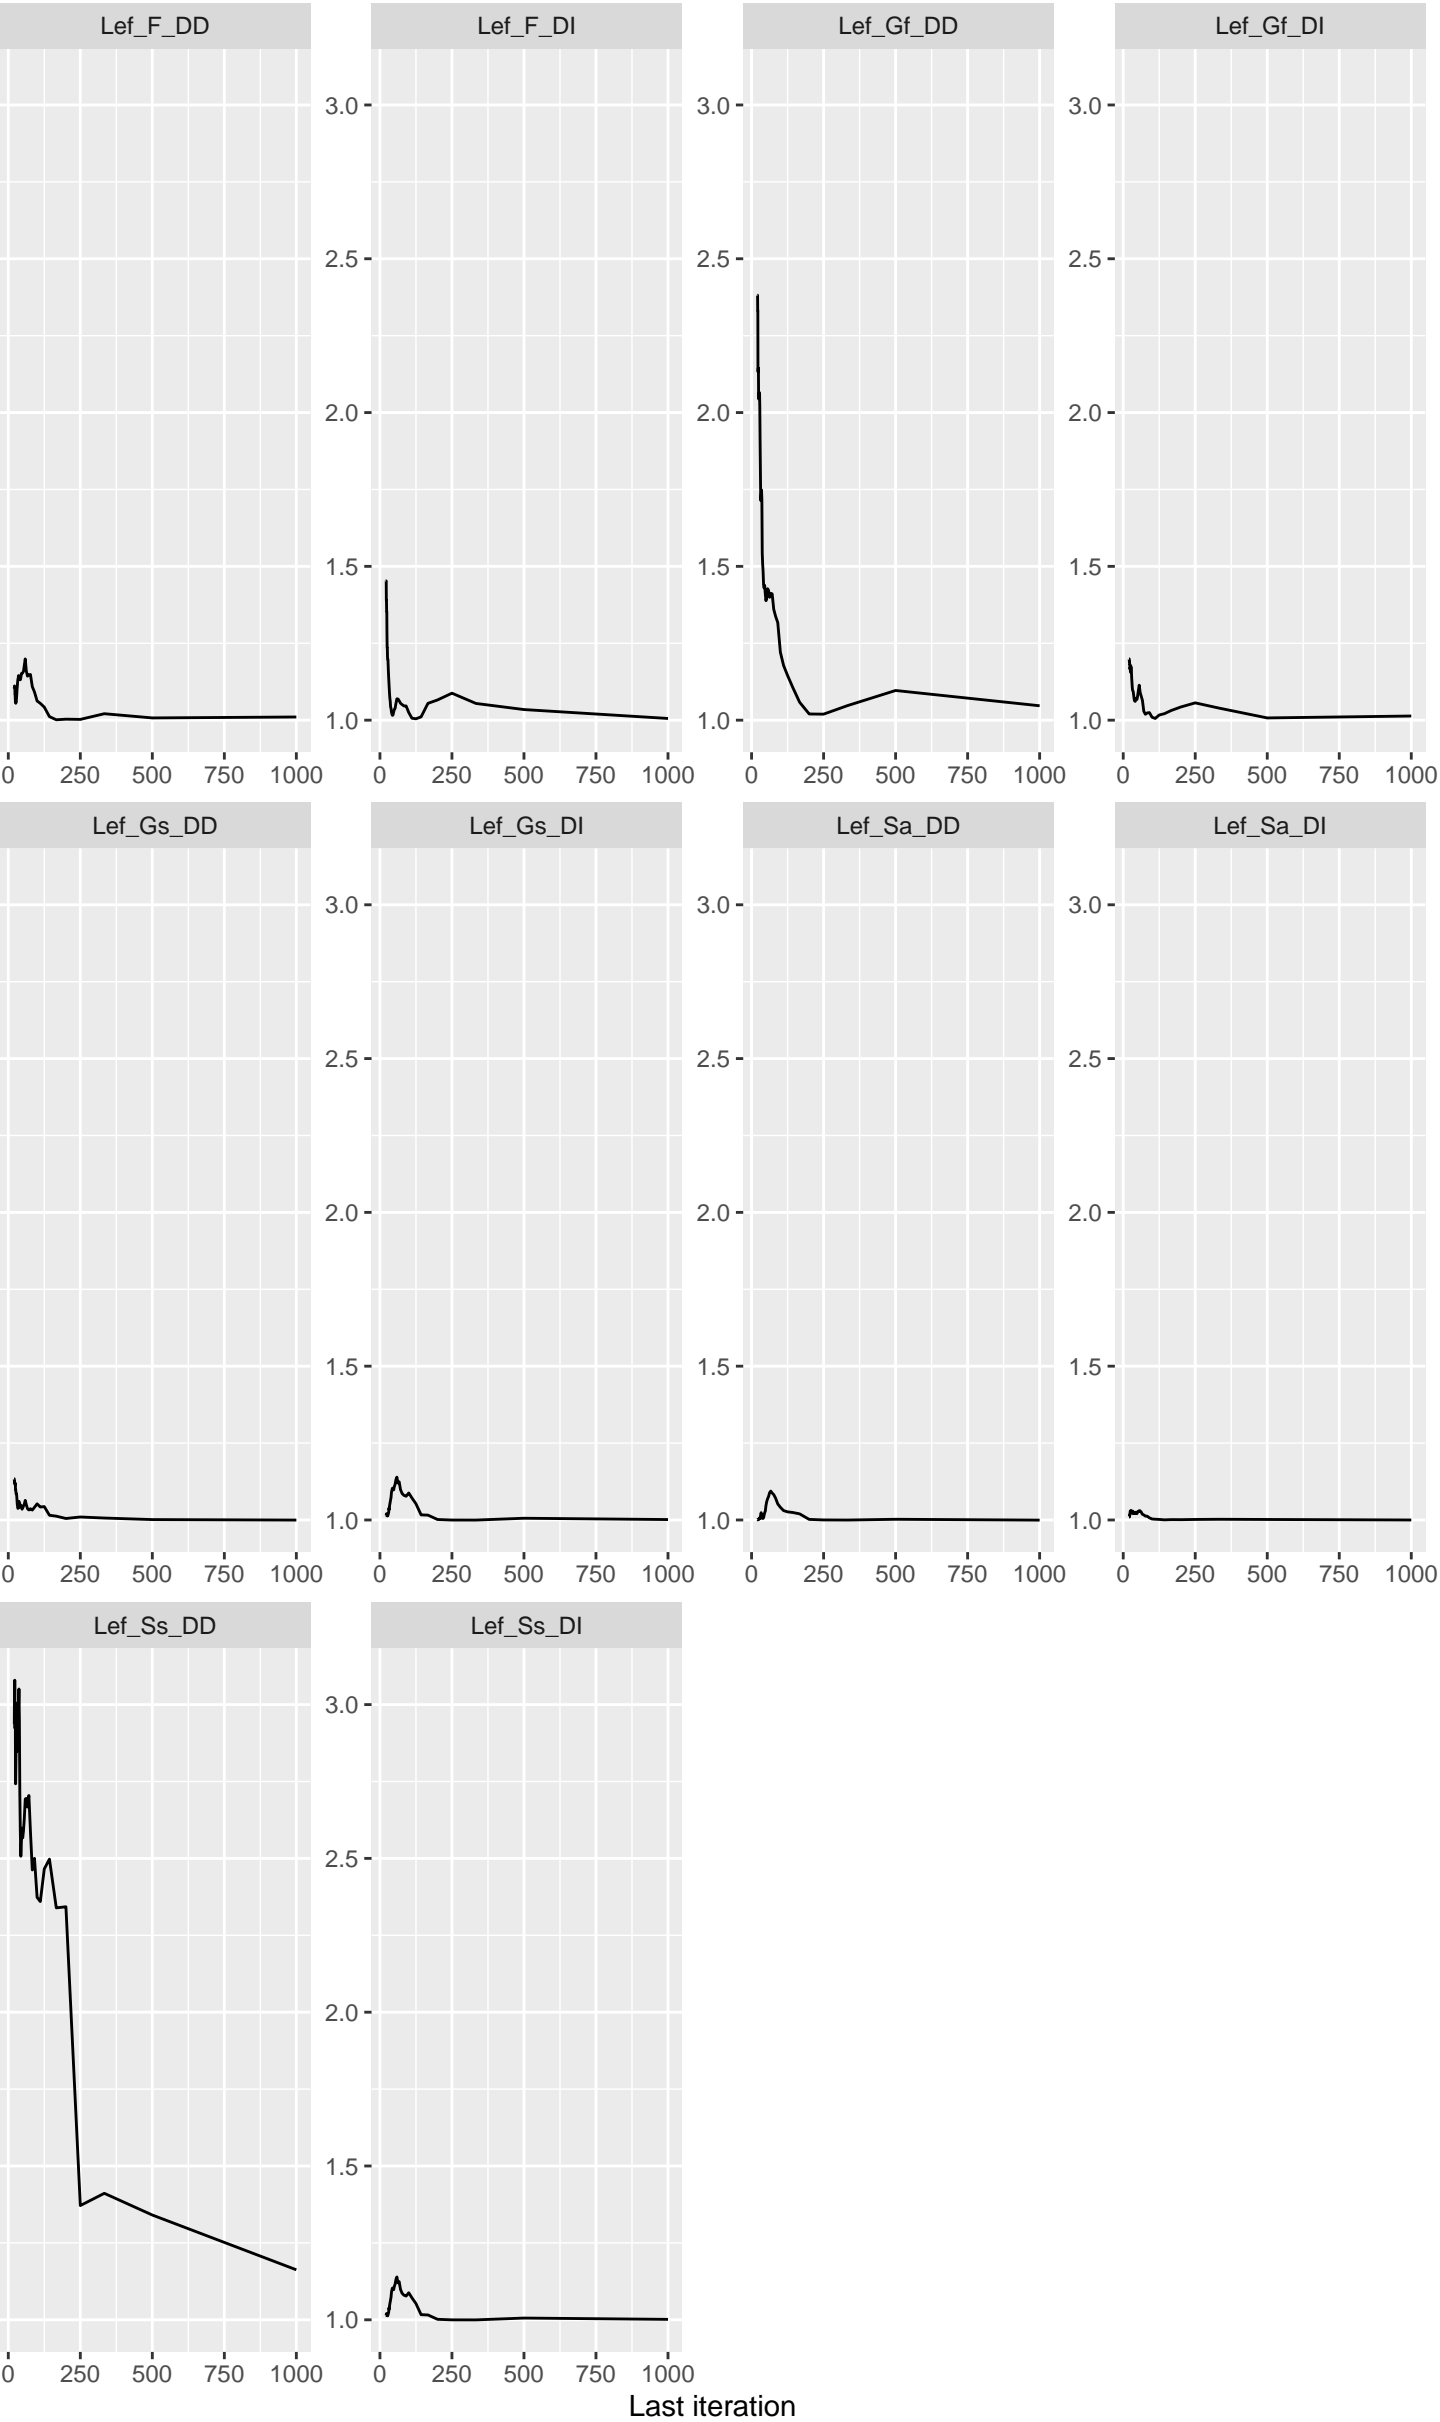 Lef_F_DD Lef_F_DI Lef_Gf_DD Lef_Gf_DI
3.0 3.0 3.0
2.5 2.5 2.5
2.0 2.0 2.0
1.5 1.5 1.5
1.0 1.0 1.0
0 250 500 750 1000 0 250 500 750 1000 0 250 500 750 1000 0 250 500 750 1000
Lef_Gs_DD Lef_Gs_DI Lef_Sa_DD Lef_Sa_DI
3.0 3.0 3.0
2.5 2.5 2.5
2.0 2.0 2.0
1.5 1.5 1.5
1.0 1.0 1.0
0 250 500 750 1000 0 250 500 750 1000 0 250 500 750 1000 0 250 500 750 1000
Lef_Ss_DD Lef_Ss_DI
3.0
2.5
2.0
1.5
1.0
0 250 500 750 1000 0 250 500 750 1000
Last iteration